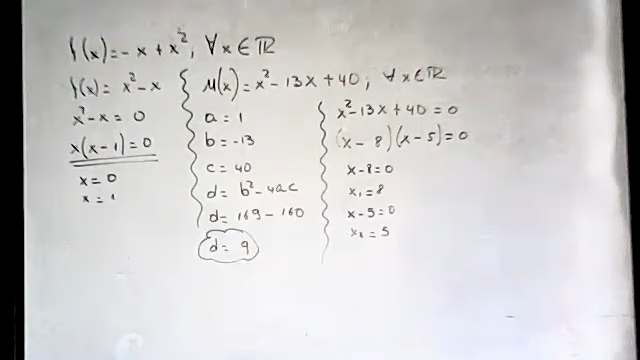 f(x) = -x + x², ∀x∈ℝ
f(x) = x² - x
x² - x = 0
x(x-1) = 0
x = 0
x = 1
M(x) = x² - 13x + 40, ∀x∈ℝ
a = 1
b = -13
c = 40
d = b² - 4ac
d = 169 - 160
d = 9
x² - 13x + 40 = 0
(x - 8)(x - 5) = 0
x - 8 = 0
x₁ = 8
x - 5 = 0
x₂ = 5